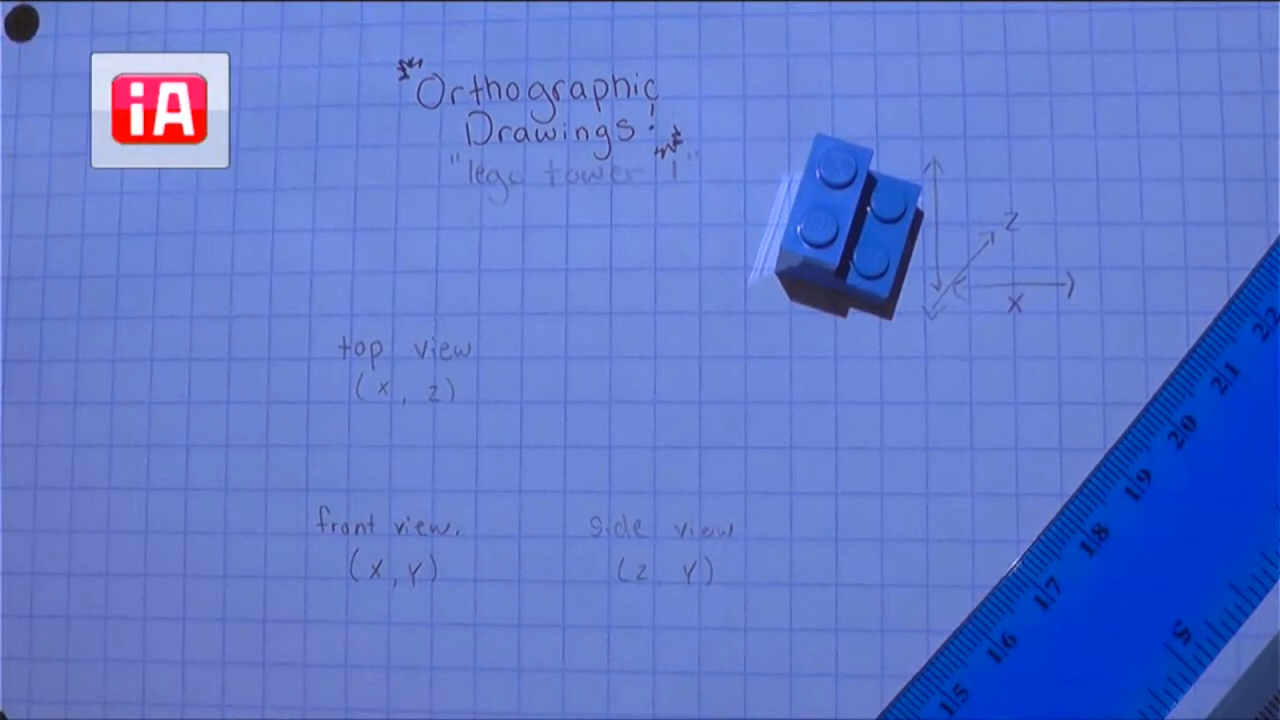 iA
Orthographic
Drawings!
"lego tower 1"
z
x
top view
(x, z)
front view.
(x, y)
side view
(z, y)
22
21
20
19
18
17
16
15
5